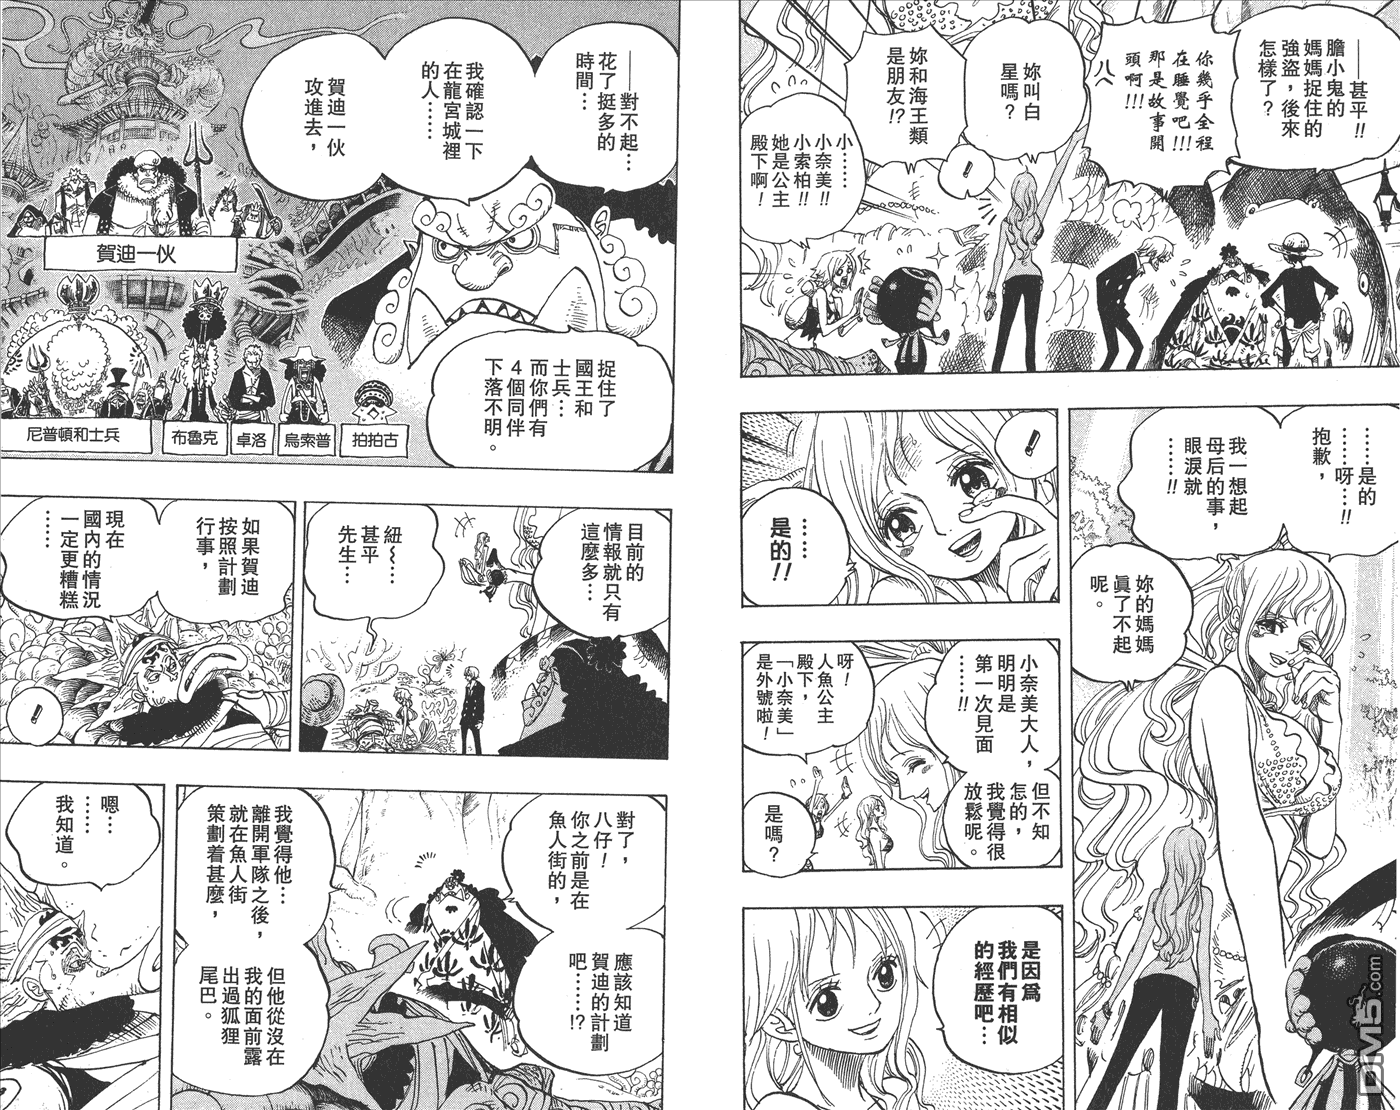 ——甚平!!
膽小鬼的
媽媽捉住的
強盜，後來
怎樣了？
你幾乎全程
在睡覺吧!!!
那是故事開
頭啊!!!
八
妳叫白
星嗎？
妳和海王類
是朋友!?
！
小……
小奈美!!
小索柏!!
她是公主
殿下啊！
……是的
……呀…!!
抱歉，
我一想起
母后的事，
眼淚就
……!!
妳的媽媽
眞了不起
呢。
！
……
是的!!
小奈美大人，
明明是
第一次見面
……!!
但不知
怎的，
我覺得很
放鬆呢。
呀！
人魚公主
殿下，
「小奈美」
是外號啦！
是嗎？
是因爲
我們有相似
的經歷吧…
——對不起…
花了挺多的
時間…
我確認一下
在龍宮城裡
的人……
賀迪一伙
攻進去，
賀迪一伙
捉住了
國王和
士兵…
而你們有
4個同伴
下落不明。
尼普頓和士兵
布魯克
卓洛
烏索普
拍拍古
目前的
情報就只有
這麼多…
紐～……
甚平
先生…
如果賀迪
按照計劃
行事，
現在
國內的情況
一定更糟糕
……
！
對了，
八仔！
你之前是在
魚人街的，
應該知道
賀迪的計劃
吧……!?
我覺得他…
離開軍隊之後，
就在魚人街
策劃着甚麼，
但他從沒在
我的面前露
出過狐狸
尾巴。
嗯…
……
我知道。
DM5.com